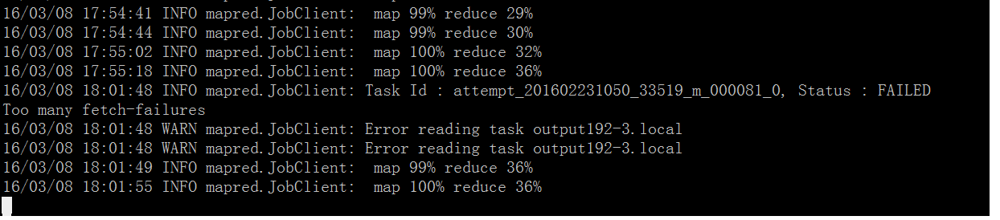 16/03/08 17:54:41 INFO mapred.JobClient:  map 99% reduce 29%
16/03/08 17:54:44 INFO mapred.JobClient:  map 99% reduce 30%
16/03/08 17:55:02 INFO mapred.JobClient:  map 100% reduce 32%
16/03/08 17:55:18 INFO mapred.JobClient:  map 100% reduce 36%
16/03/08 18:01:48 INFO mapred.JobClient: Task Id : attempt_201602231050_33519_m_000081_0, Status : FAILED
Too many fetch-failures
16/03/08 18:01:48 WARN mapred.JobClient: Error reading task output192-3.local
16/03/08 18:01:48 WARN mapred.JobClient: Error reading task output192-3.local
16/03/08 18:01:49 INFO mapred.JobClient:  map 99% reduce 36%
16/03/08 18:01:55 INFO mapred.JobClient:  map 100% reduce 36%